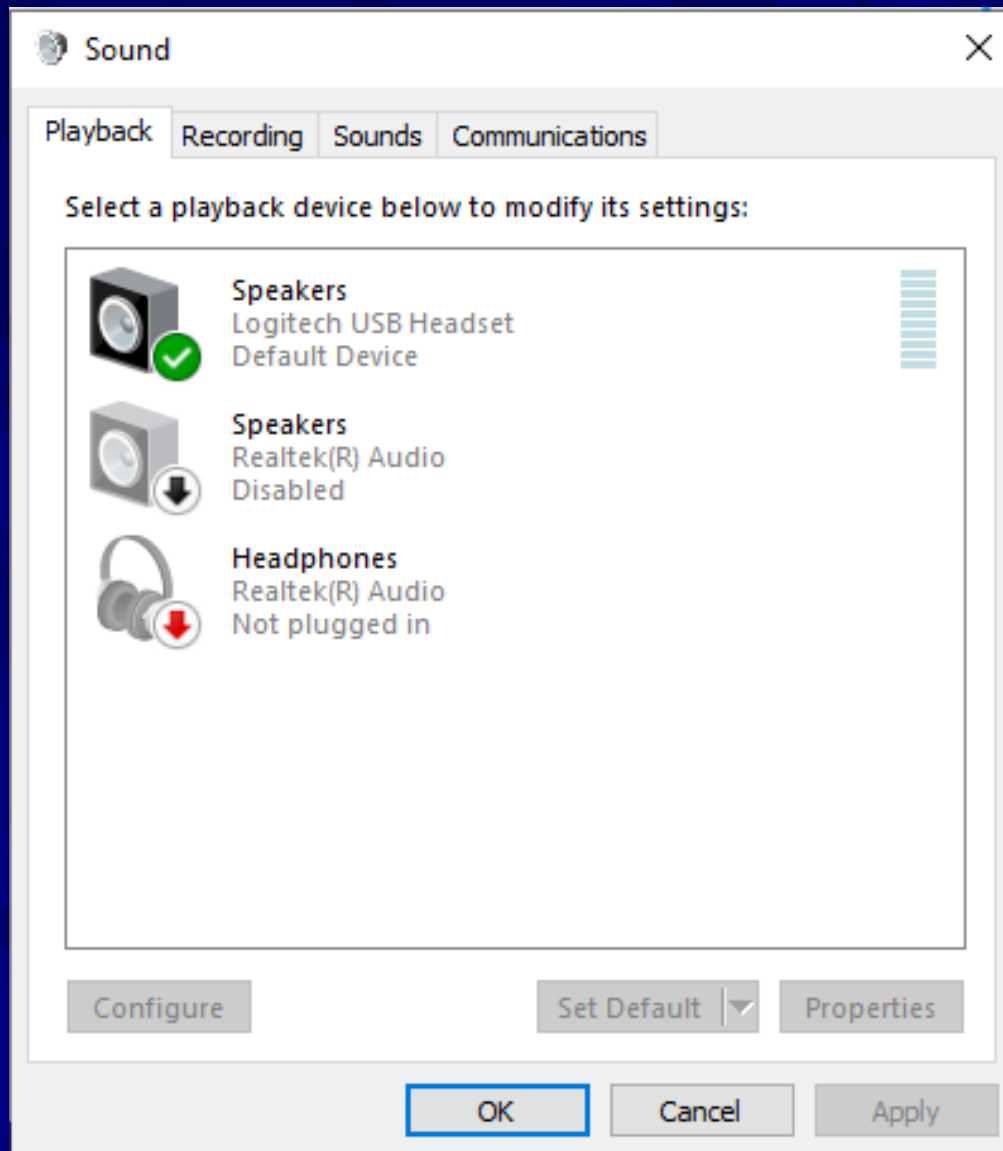 Sound
Playback
Recording
Sounds
Communications
Select a playback device below to modify its settings:
Speakers
Logitech USB Headset
Default Device
Speakers
Realtek(R) Audio
Disabled
Headphones
Realtek(R) Audio
Not plugged in
Configure
Set Default
Properties
OK
Cancel
Apply